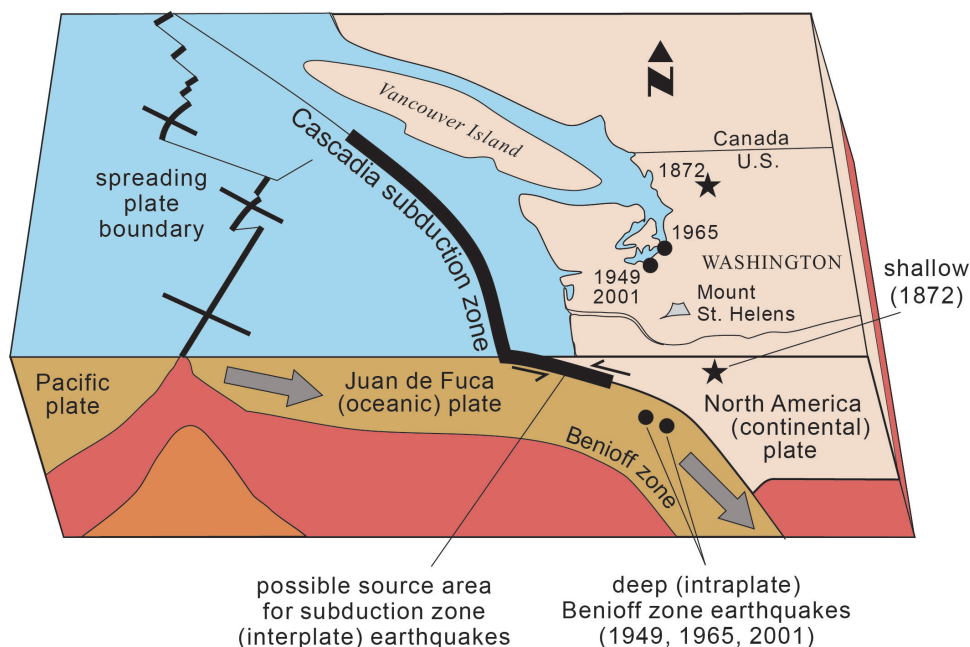 N
Vancouver Island
Cascadia subduction zone
Canada
U.S.
1872
spreading
plate
boundary
1965
1949
2001
WASHINGTON
Mount
St. Helens
shallow
(1872)
Pacific
plate
Juan de Fuca
(oceanic) plate
North America
(continental)
plate
Benioff zone
possible source area
for subduction zone
(interplate) earthquakes
deep (intraplate)
Benioff zone earthquakes
(1949, 1965, 2001)